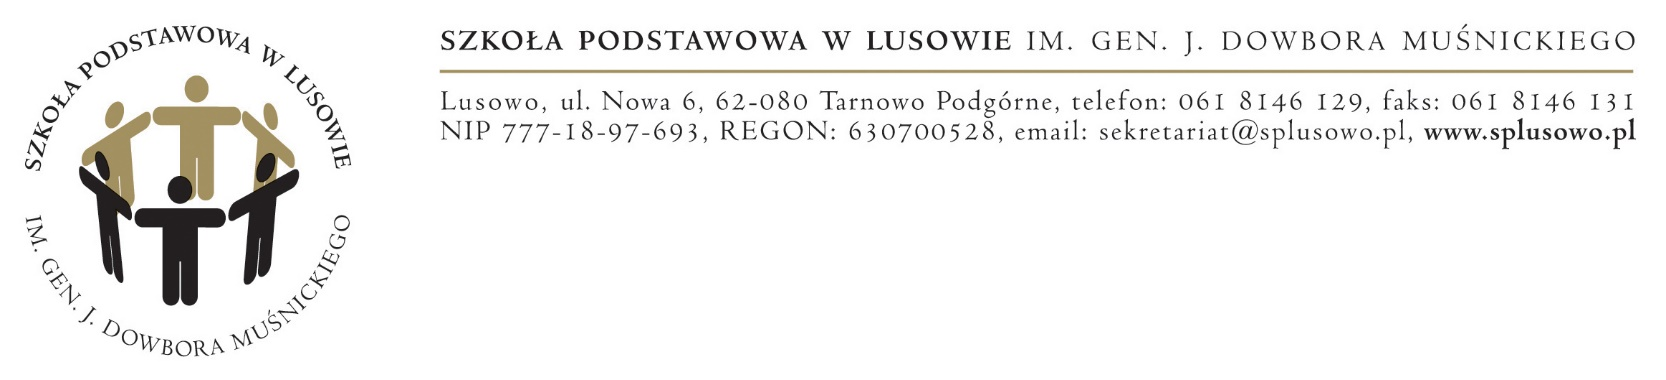 SZKOŁA PODSTAWOWA W LUSOWIE
IM. GEN. J. DOWBORA MUŚNICKIEGO
SZKOŁA PODSTAWOWA W LUSOWIE IM. GEN. J. DOWBORA MUŚNICKIEGO
Lusowo, ul. Nowa 6, 62-080 Tarnowo Podgórne, telefon: 061 8146 129, faks: 061 8146 131
NIP 777-18-97-693, REGON: 630700528, email: sekretariat@splusowo.pl, www.splusowo.pl